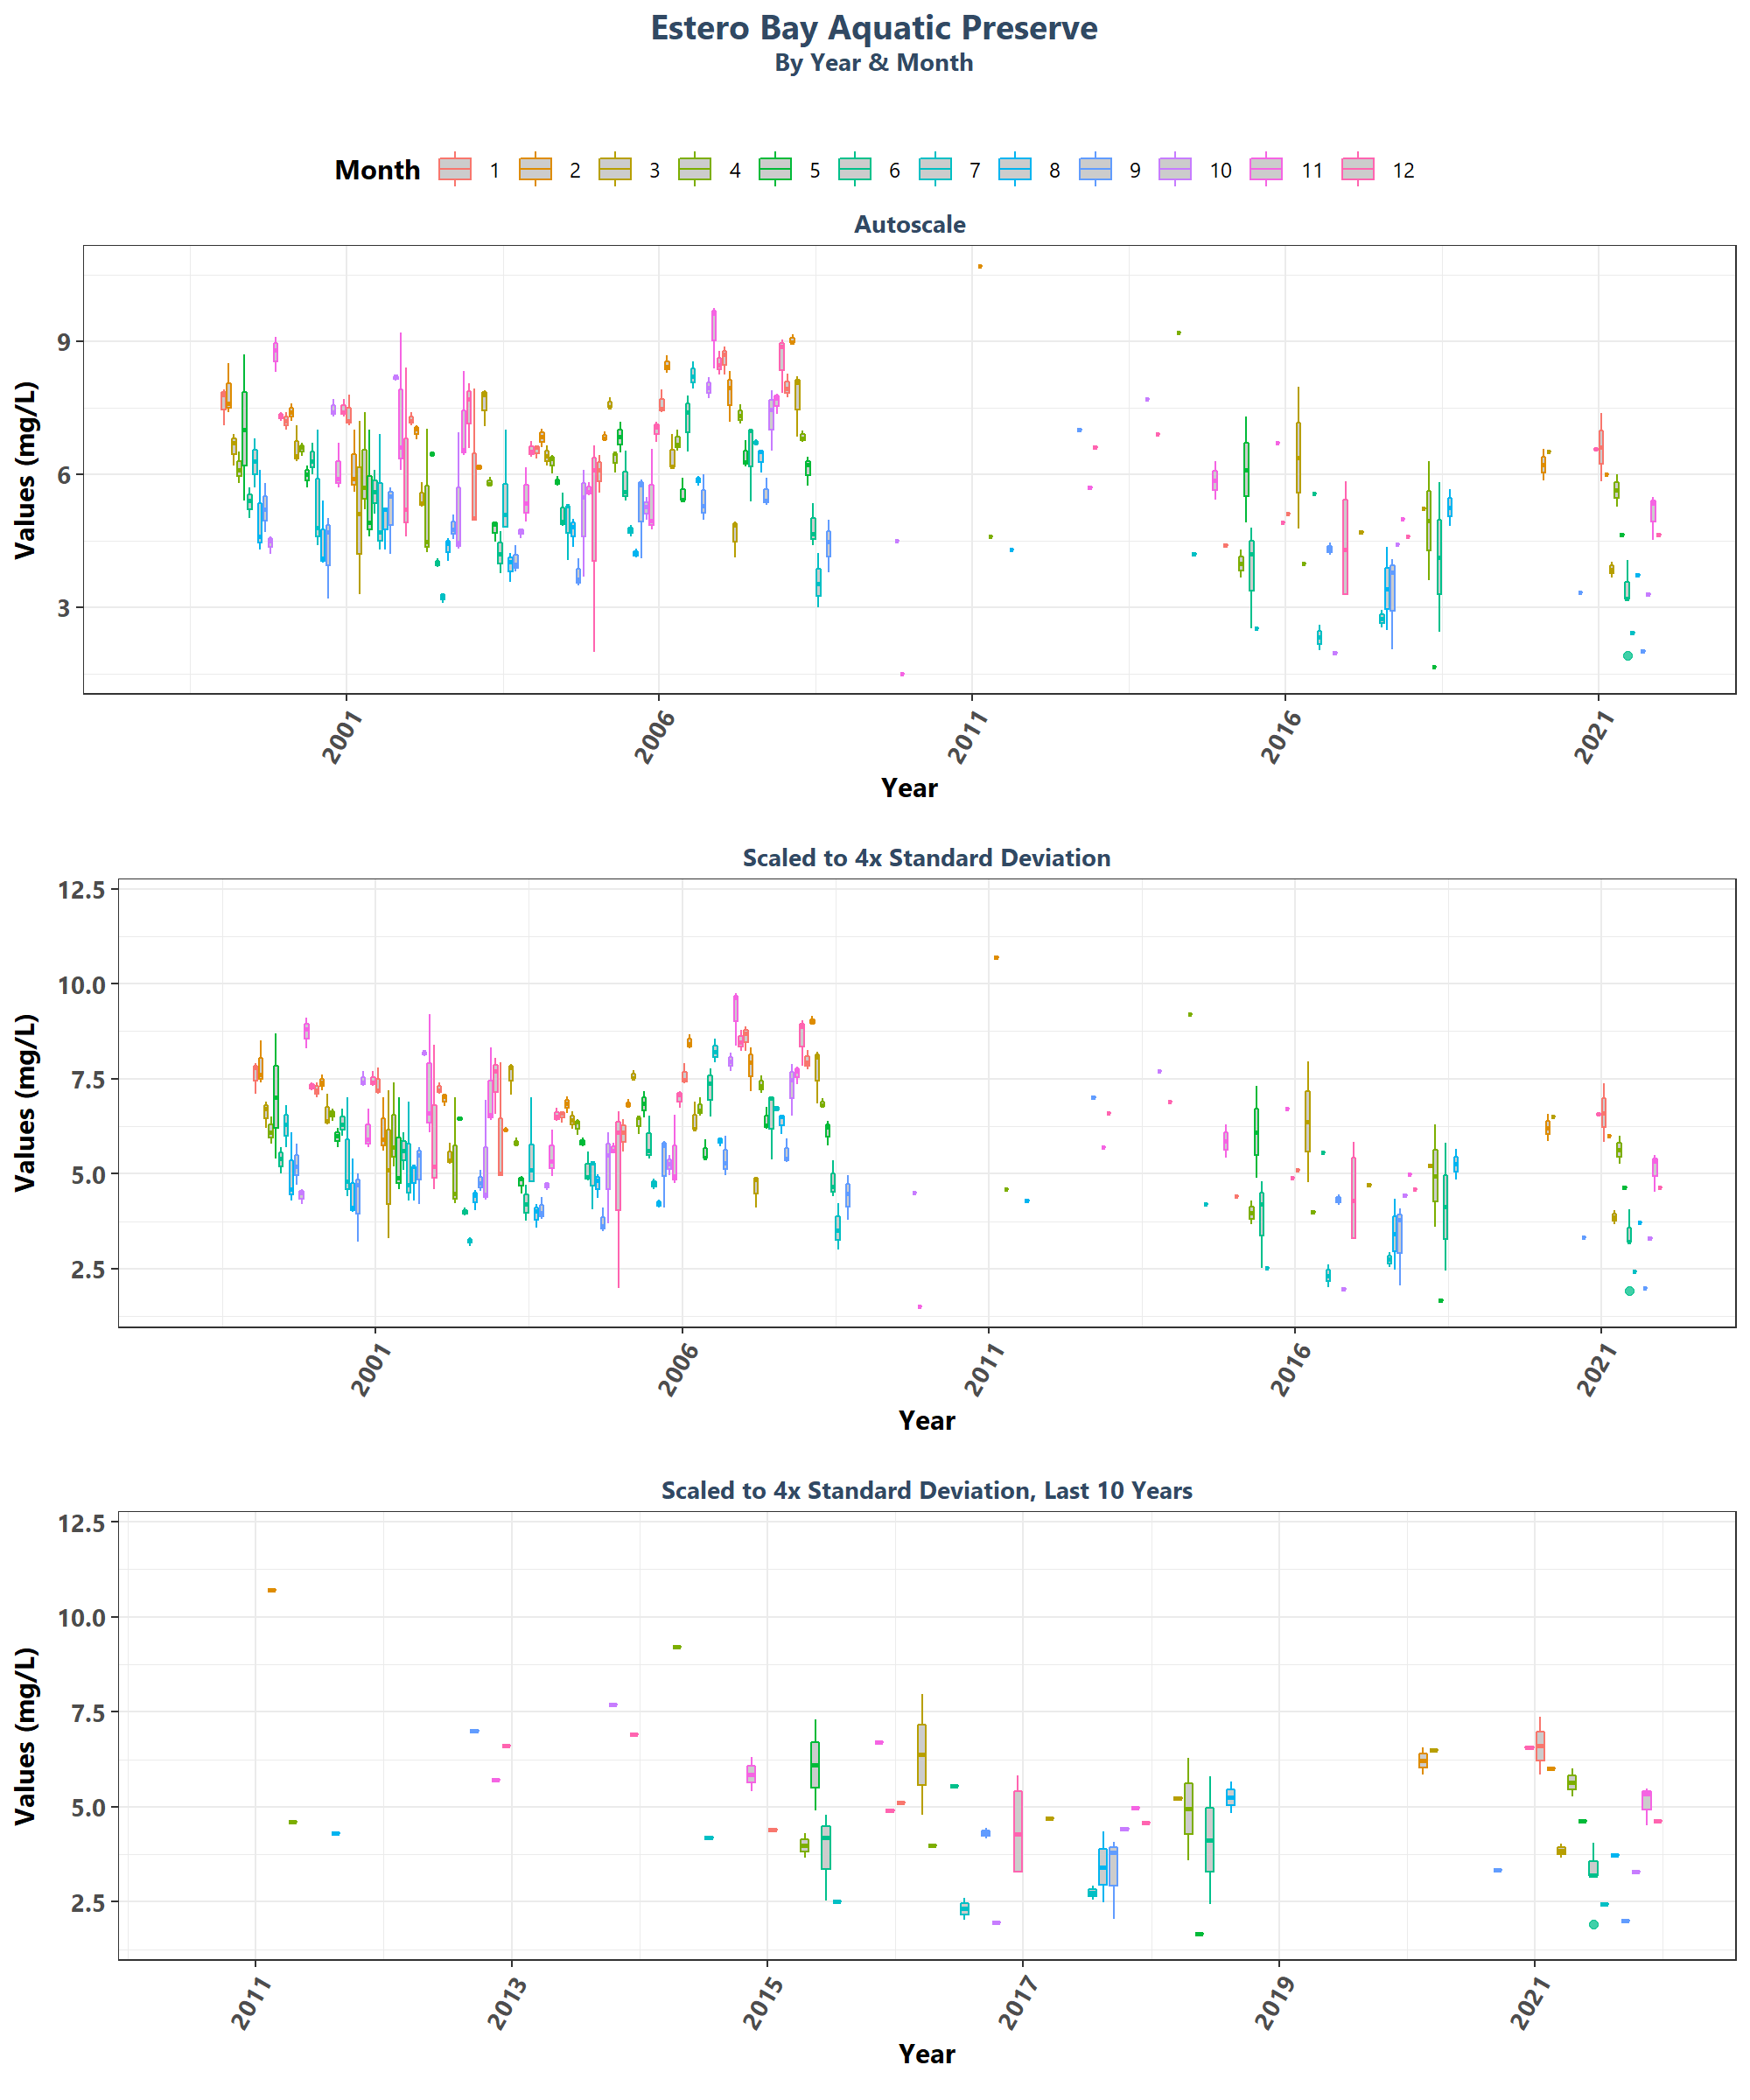 Estero Bay Aquatic Preserve
By Year & Month
Month 1 2 3 4 5 6 7 8 9 10 11 12
Autoscale
Values (mg/L)
9
6
3
2001 2006 2011 2016 2021
Year
Scaled to 4x Standard Deviation
Values (mg/L)
12.5
10.0
7.5
5.0
2.5
2001 2006 2011 2016 2021
Year
Scaled to 4x Standard Deviation, Last 10 Years
Values (mg/L)
12.5
10.0
7.5
5.0
2.5
2011 2013 2015 2017 2019 2021
Year